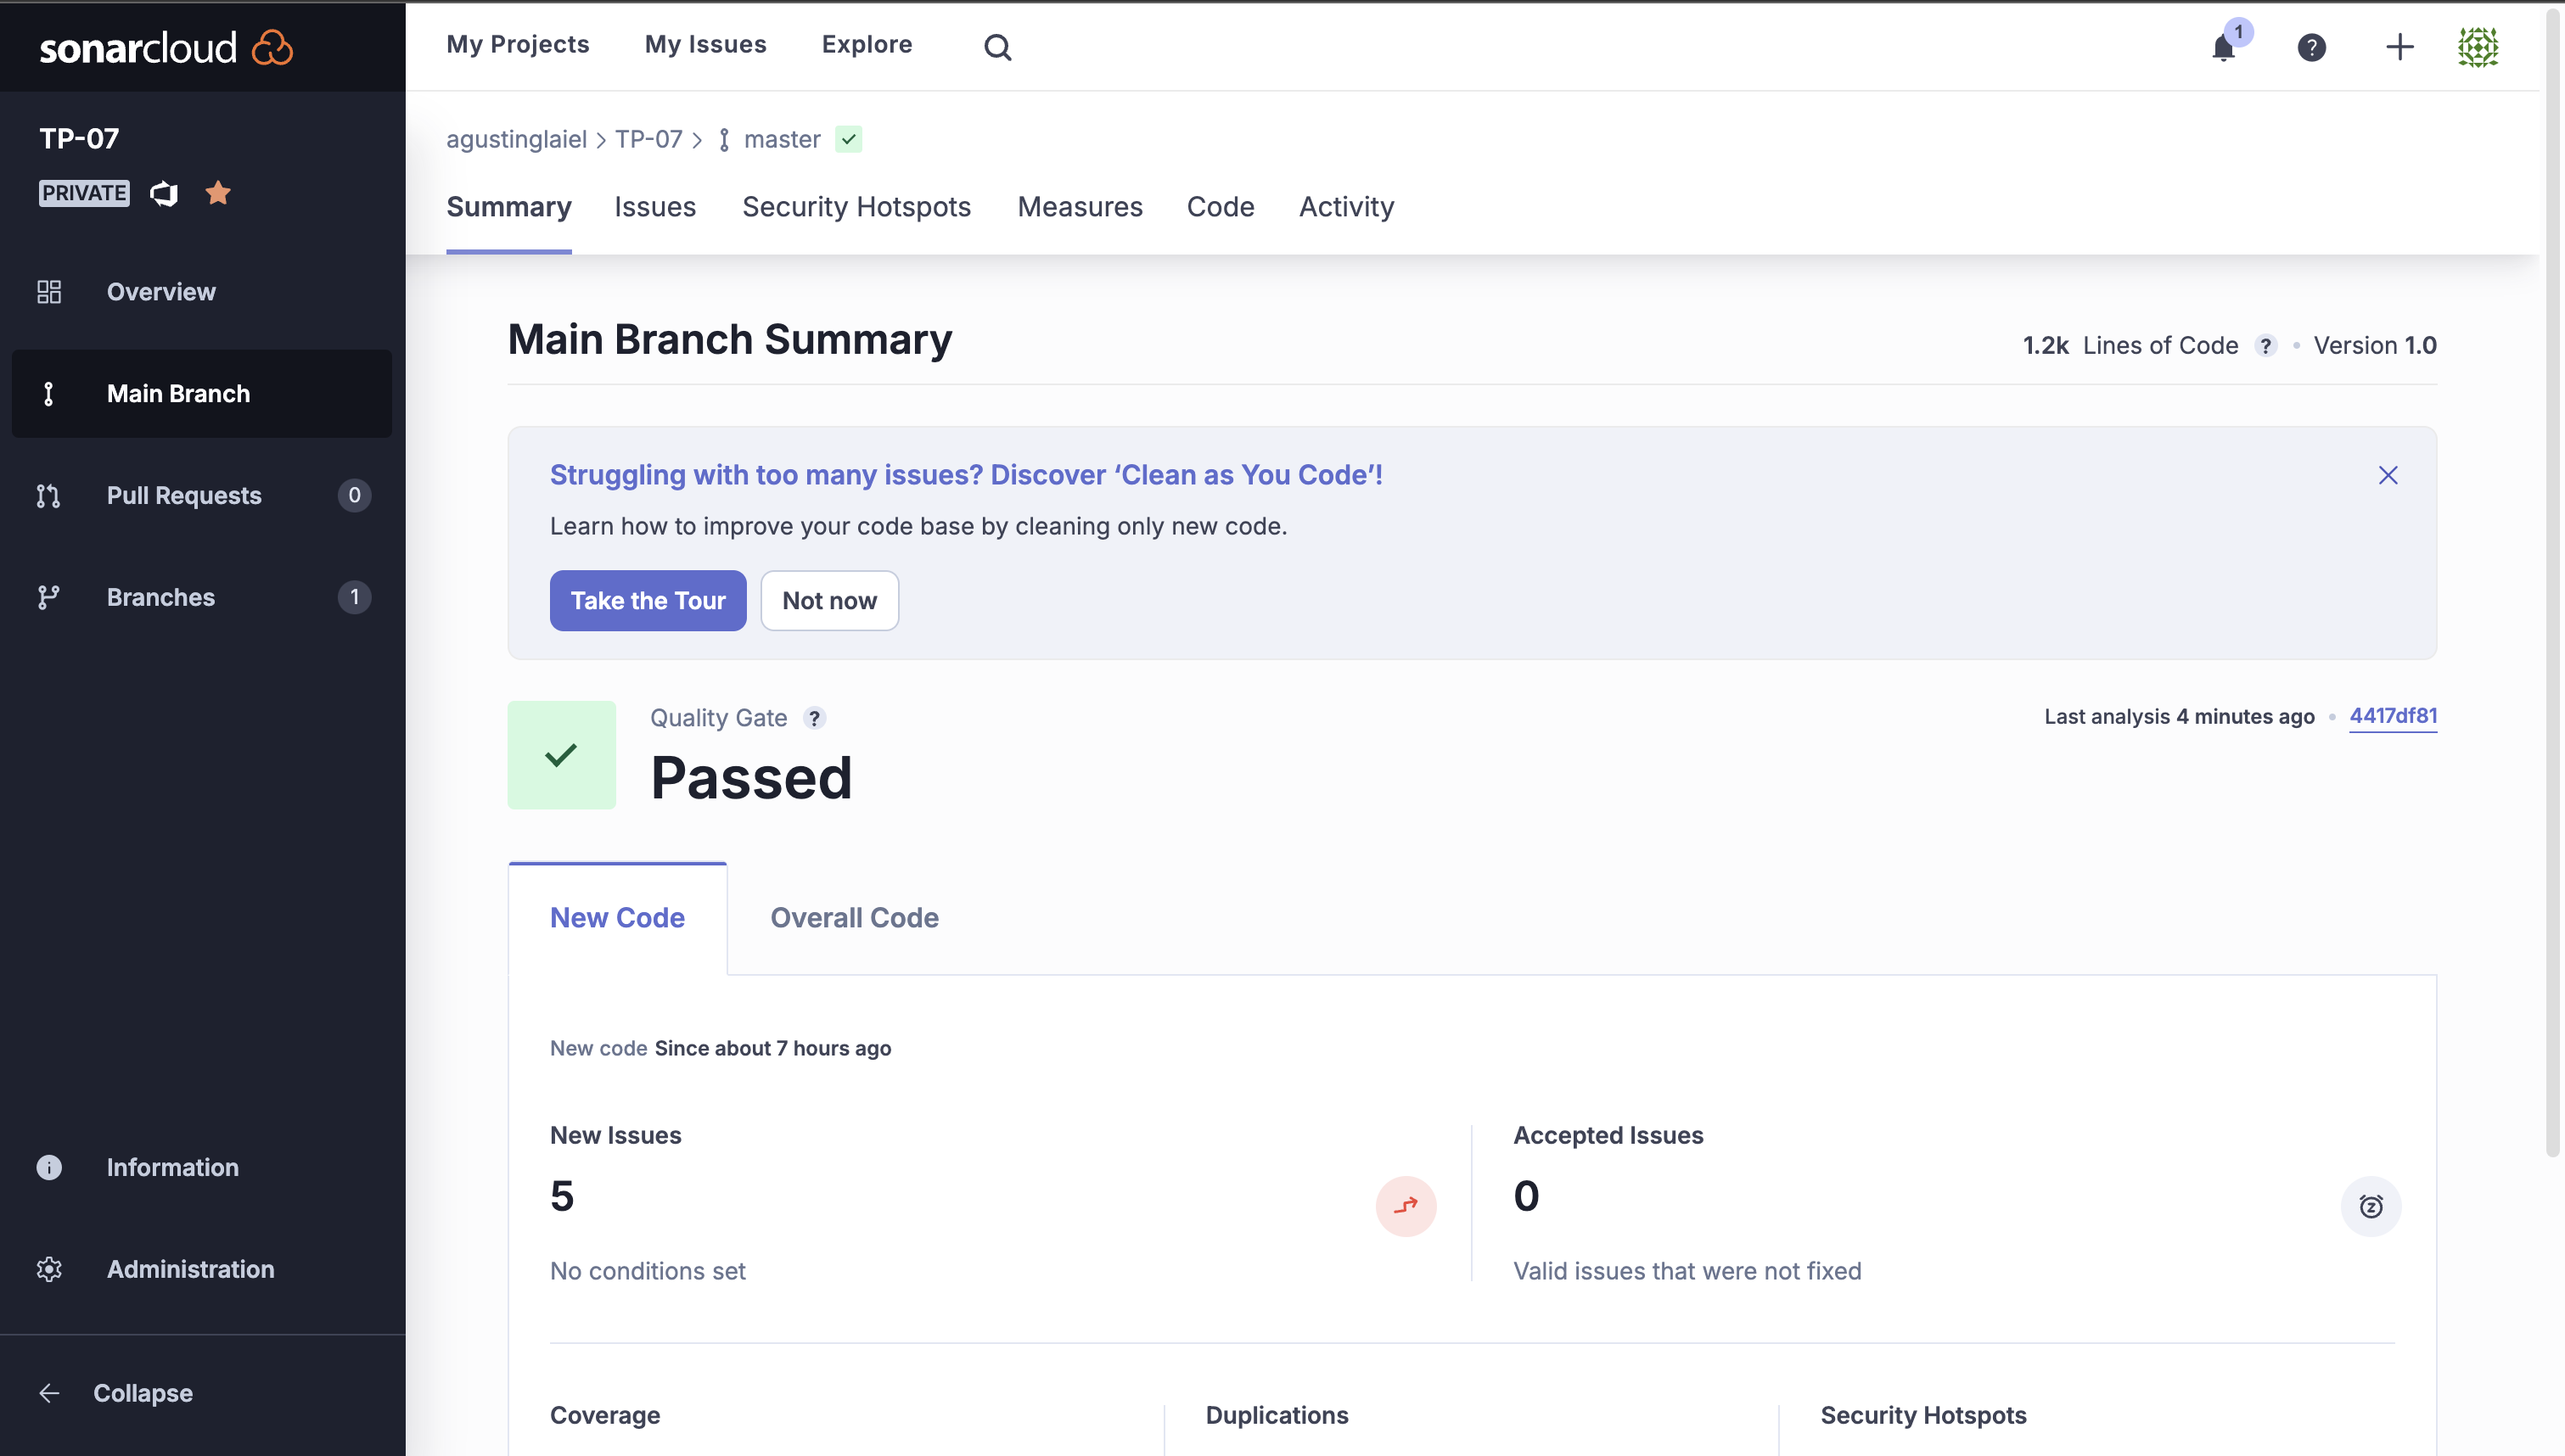 sonarcloud
My Projects My Issues Explore
1
?
TP-07
PRIVATE
Overview
Main Branch
Pull Requests 0
Branches 1
Information
Administration
Collapse
agustinglaiel > TP-07 > master
Summary Issues Security Hotspots Measures Code Activity
Main Branch Summary
1.2k Lines of Code ? • Version 1.0
Struggling with too many issues? Discover ‘Clean as You Code’!
Learn how to improve your code base by cleaning only new code.
Take the Tour Not now
Quality Gate ?
Passed
Last analysis 4 minutes ago • 4417df81
New Code Overall Code
New code Since about 7 hours ago
New Issues
5
No conditions set
Accepted Issues
0
Valid issues that were not fixed
Coverage Duplications Security Hotspots